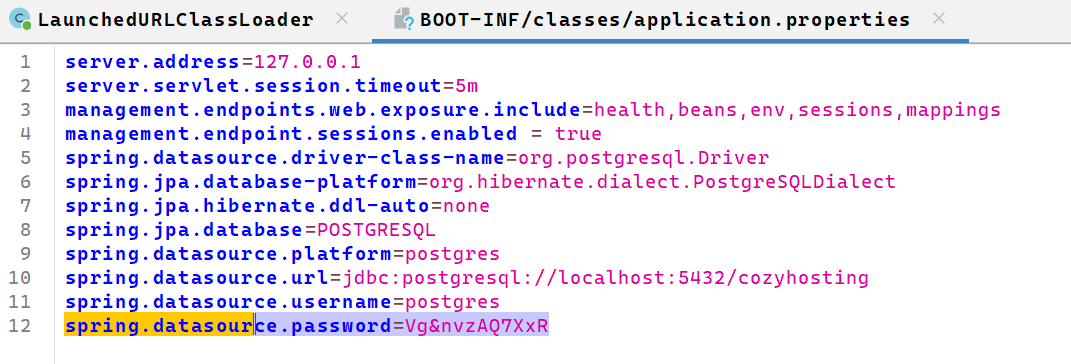 LaunchedURLClassLoader × BOOT-INF/classes/application.properties ×
1 server.address=127.0.0.1
2 server.servlet.session.timeout=5m
3 management.endpoints.web.exposure.include=health,beans,env,sessions,mappings
4 management.endpoint.sessions.enabled = true
5 spring.datasource.driver-class-name=org.postgresql.Driver
6 spring.jpa.database-platform=org.hibernate.dialect.PostgreSQLDialect
7 spring.jpa.hibernate.ddl-auto=none
8 spring.jpa.database=POSTGRESQL
9 spring.datasource.platform=postgres
10 spring.datasource.url=jdbc:postgresql://localhost:5432/cozyhosting
11 spring.datasource.username=postgres
12 spring.datasource.password=Vg&nvzAQ7XxR